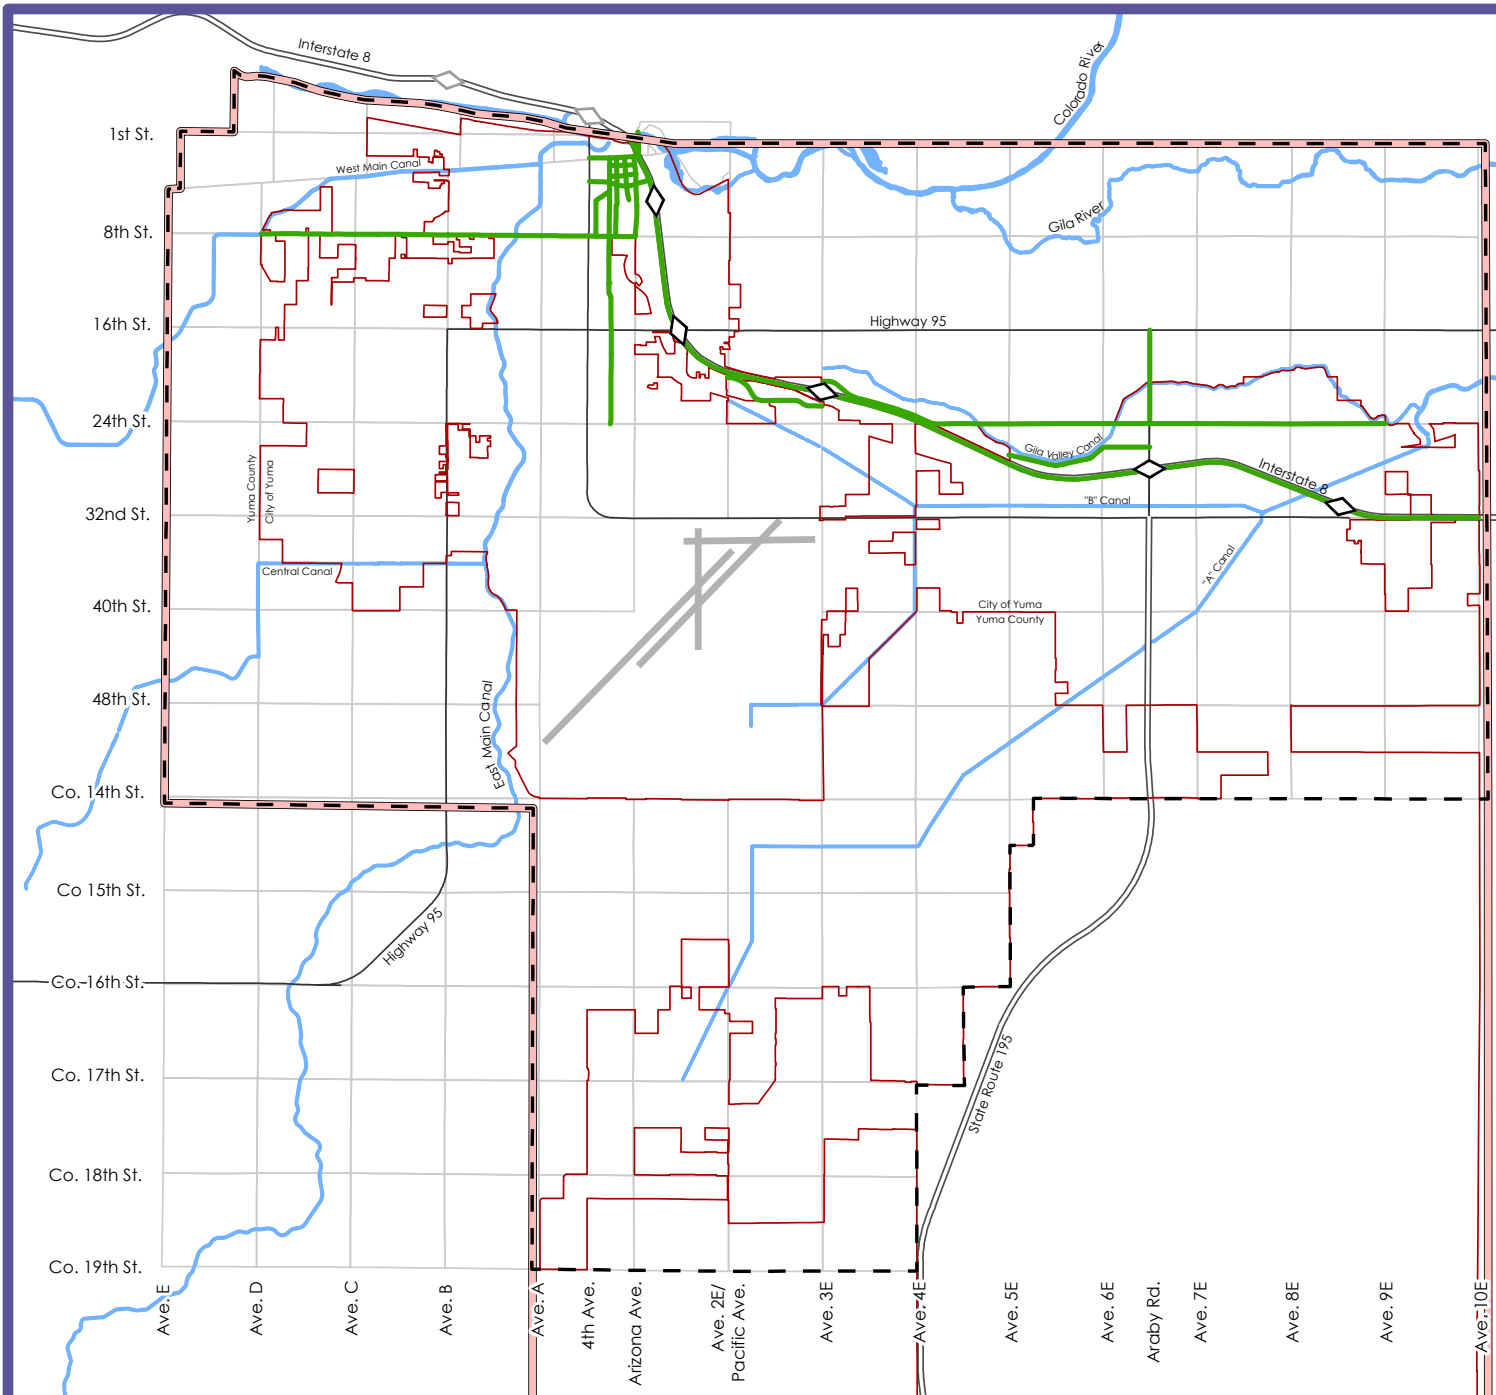 Interstate 8
Colorado River
1st St.
West Main Canal
Gila River
8th St.
16th St.
Highway 95
24th St.
Gila Valley Canal
Interstate 8
Yuma County
City of Yuma
"B" Canal
32nd St.
Central Canal
"A" Canal
40th St.
City of Yuma
Yuma County
48th St.
East Main Canal
Co. 14th St.
Co 15th St.
Highway 95
Co. 16th St.
State Route 195
Co. 17th St.
Co. 18th St.
Co. 19th St.
Ave. E
Ave. D
Ave. C
Ave. B
Ave. A
4th Ave.
Arizona Ave.
Ave. 2E/
Pacific Ave.
Ave. 3E
Ave. 4E
Ave. 5E
Ave. 6E
Araby Rd.
Ave. 7E
Ave. 8E
Ave. 9E
Ave. 10E